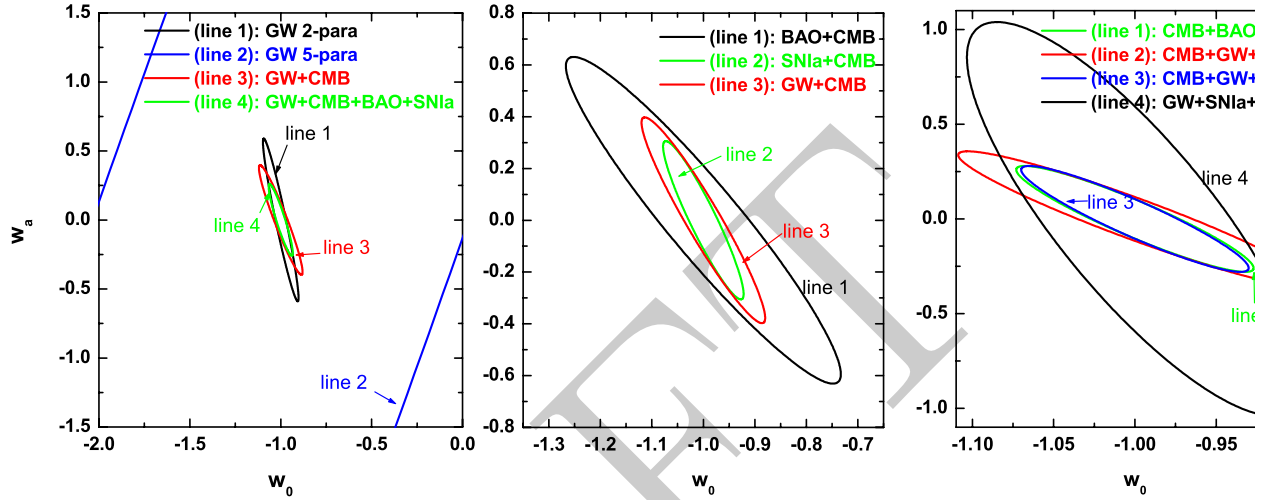 (line 1): GW 2-para
(line 2): GW 5-para
(line 3): GW+CMB
(line 4): GW+CMB+BAO+SNIa
line 1
line 4
line 3
line 2
1.5
1.0
0.5
0.0
-0.5
-1.0
-1.5
-2.0 -1.5 -1.0 -0.5 0.0
wa
w0
(line 1): BAO+CMB
(line 2): SNIa+CMB
(line 3): GW+CMB
line 2
line 3
line 1
0.8
0.6
0.4
0.2
0.0
-0.2
-0.4
-0.6
-0.8
-1.3 -1.2 -1.1 -1.0 -0.9 -0.8 -0.7
w0
(line 1): CMB+BAO
(line 2): CMB+GW+
(line 3): CMB+GW+
(line 4): GW+SNIa+
line 4
line 3
line
1.0
0.5
0.0
-0.5
-1.0
-1.10 -1.05 -1.00 -0.95
w0
ET